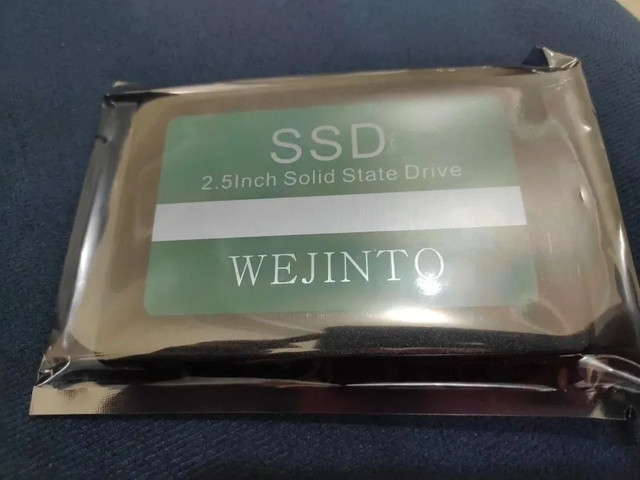 SSD
2.5Inch Solid State Drive
WEJINTO